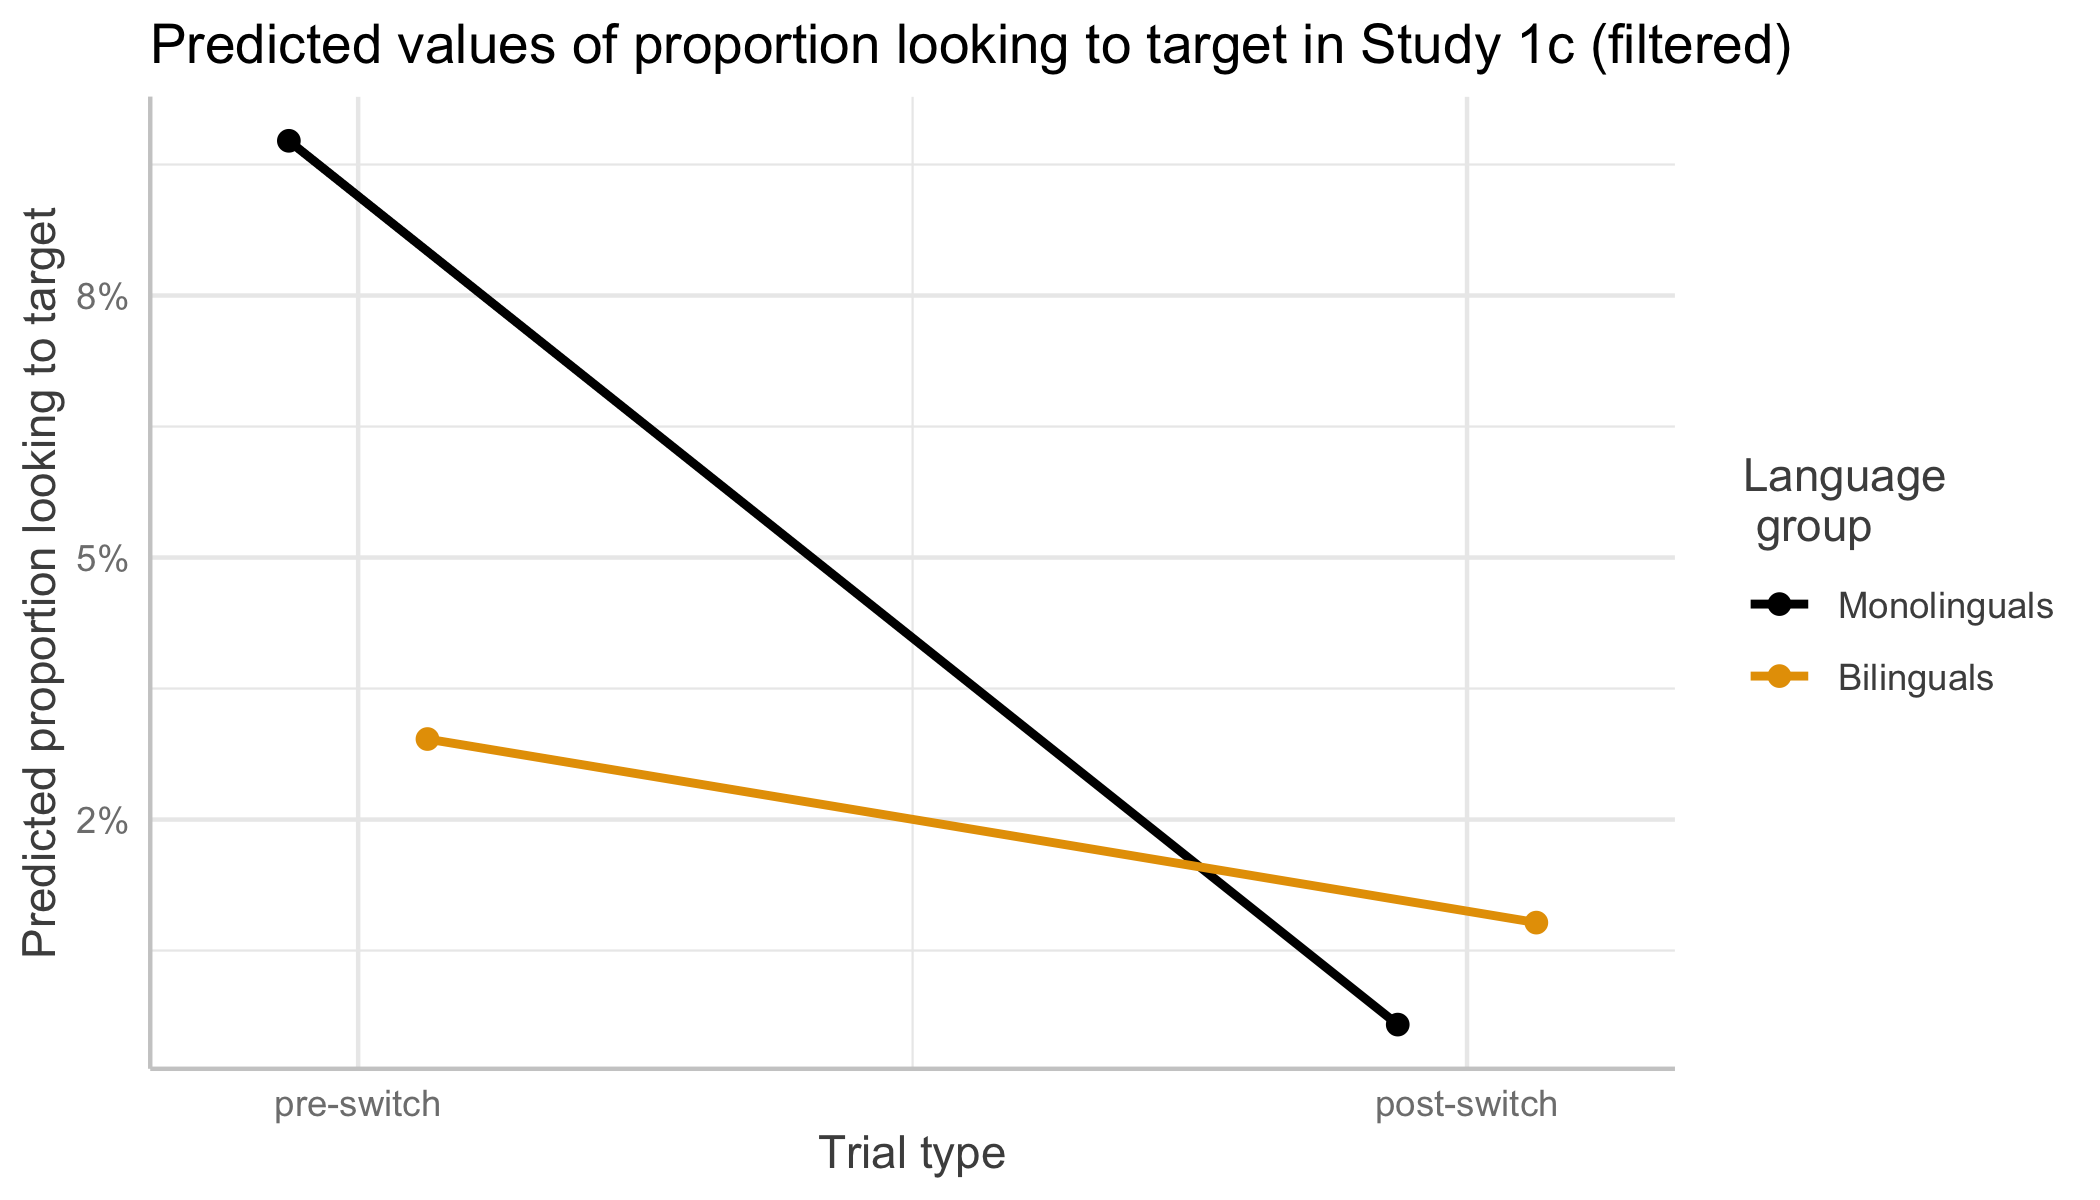 Predicted values of proportion looking to target in Study 1c (filtered)
Predicted proportion looking to target
8%
5%
2%
pre-switch
post-switch
Trial type
Language
group
Monolinguals
Bilinguals